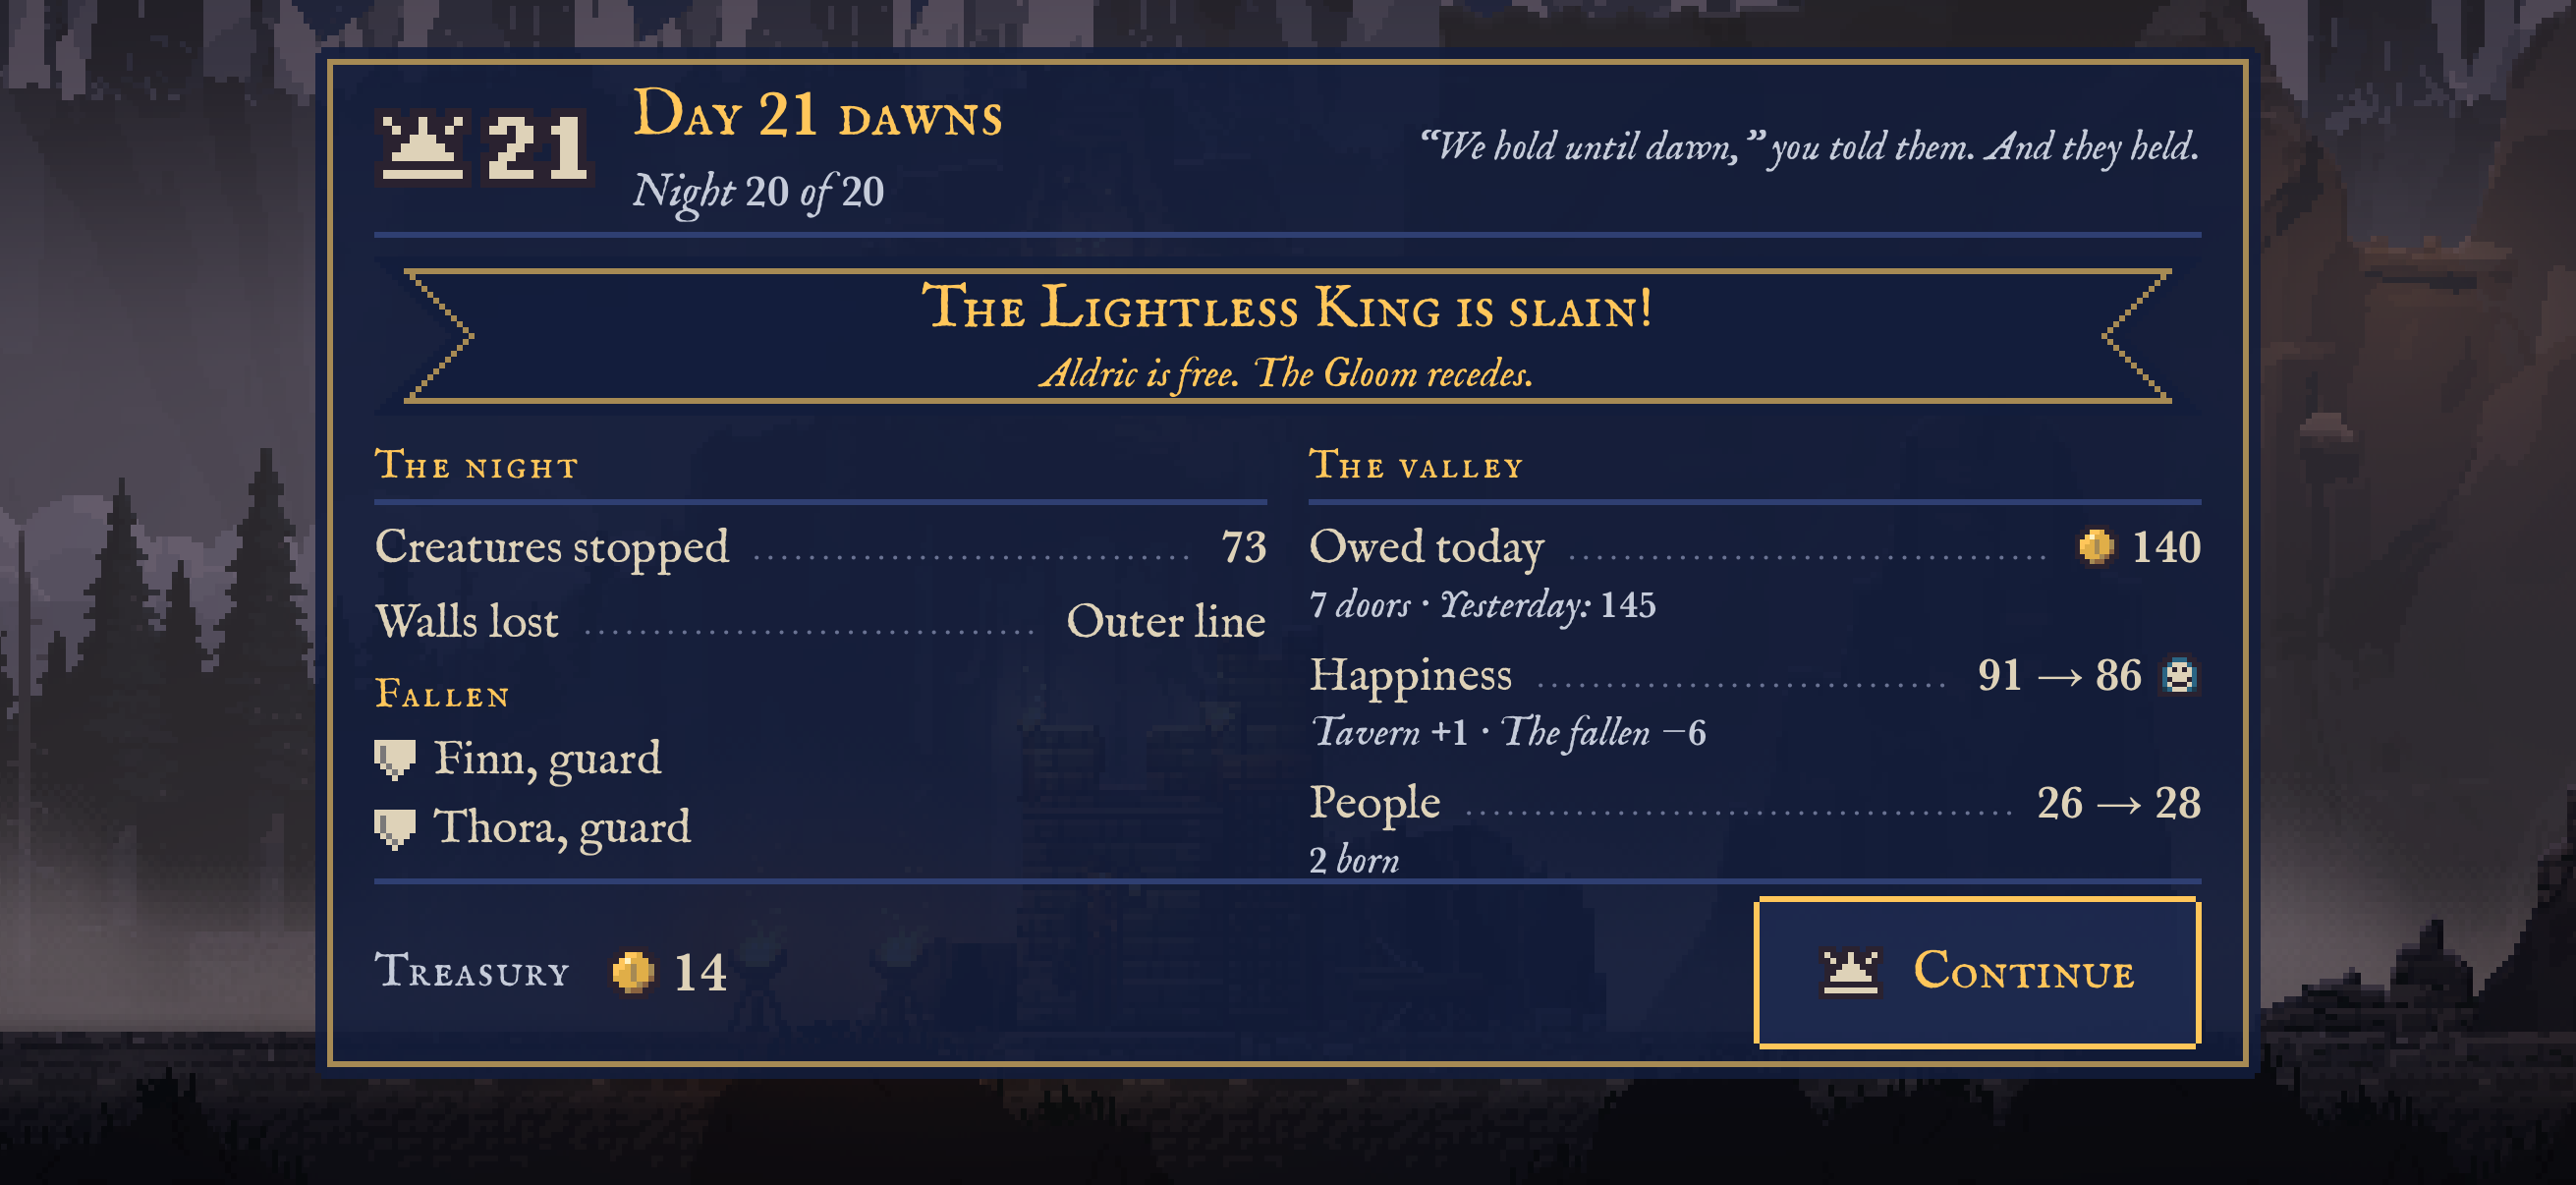 21
Day 21 dawns
Night 20 of 20
“We hold until dawn,” you told them. And they held.
The Lightless King is slain!
Aldric is free. The Gloom recedes.
The night
Creatures stopped 73
Walls lost Outer line
Fallen
Finn, guard
Thora, guard
The valley
Owed today 140
7 doors · Yesterday: 145
Happiness 91 → 86
Tavern +1 · The fallen −6
People 26 → 28
2 born
Treasury 14
Continue